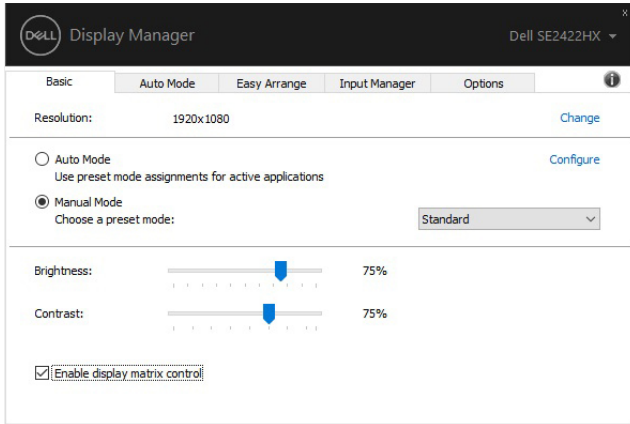 DELL Display Manager Dell SE2422HX
Basic Auto Mode Easy Arrange Input Manager Options
Resolution: 1920x1080 Change
Auto Mode Configure
Use preset mode assignments for active applications
Manual Mode
Choose a preset mode: Standard
Brightness: 75%
Contrast: 75%
Enable display matrix control